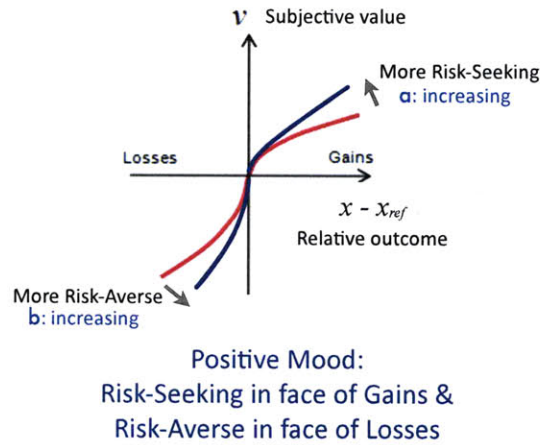 v Subjective value
More Risk-Seeking
a: increasing
Losses
Gains
x - xref
Relative outcome
More Risk-Averse
b: increasing
Positive Mood:
Risk-Seeking in face of Gains &
Risk-Averse in face of Losses